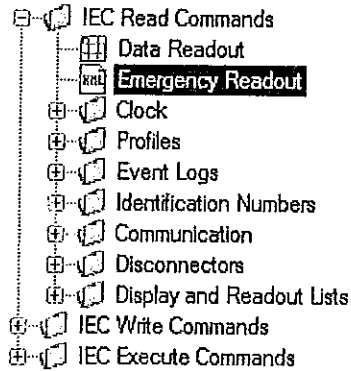 IEC Read Commands
Data Readout
Emergency Readout
Clock
Profiles
Event Logs
Identification Numbers
Communication
Disconnectors
Display and Readout Lists
IEC Write Commands
IEC Execute Commands